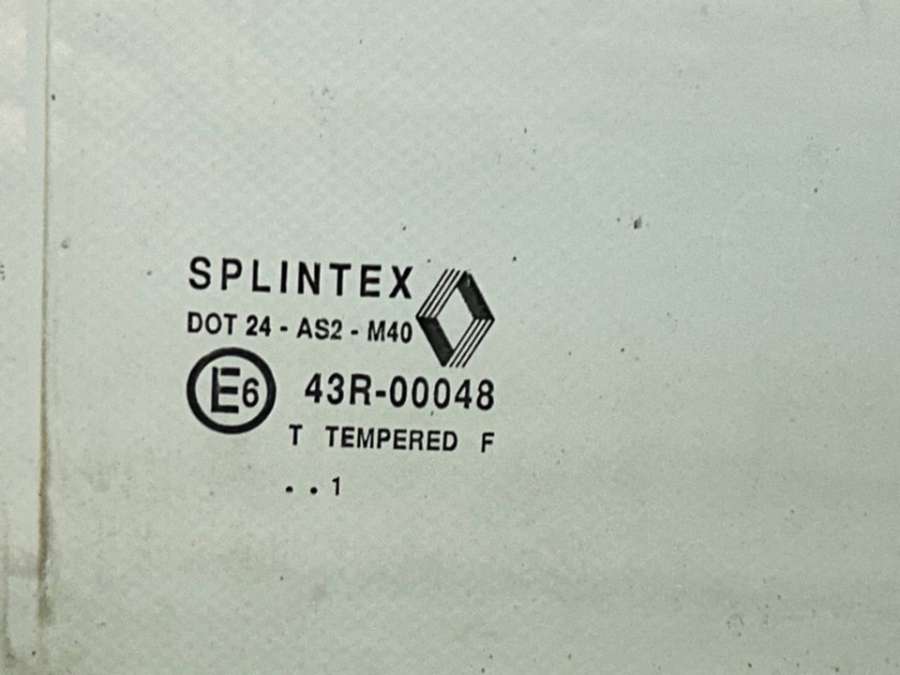 SPLINTEX
DOT 24 - AS2 - M40
E6 43R-00048
T TEMPERED F
. . 1